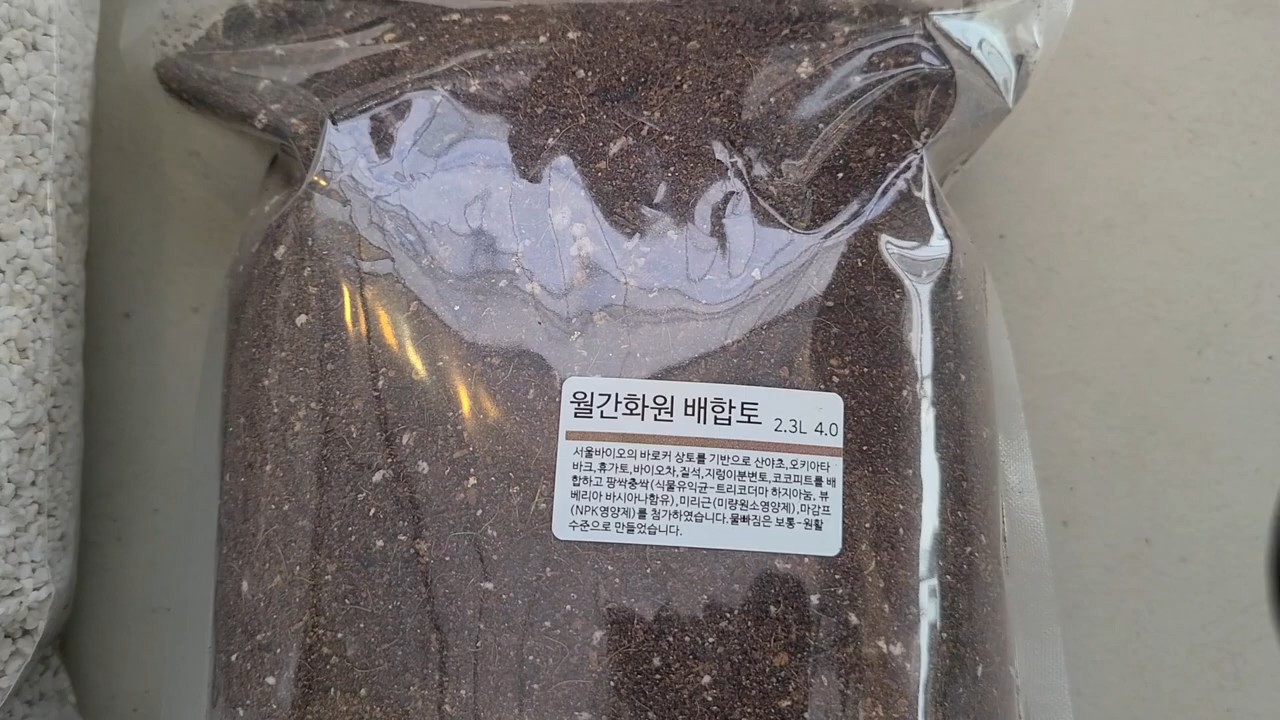 월간화원 배합토 2.3L 4.0
서울바이오의 바로커 상토를 기반으로 산야초,오키아타
바크,휴가토,바이오차,질석,지렁이분변토,코코피트를 배
합하고 팡싹충싹(식물유익균-트리코더마 하지아눔, 뷰
베리아 바시아나함유),미리근(미량원소영양제),마감프
(NPK영양제)를 첨가하였습니다.물빠짐은 보통-원활
수준으로 만들었습니다.